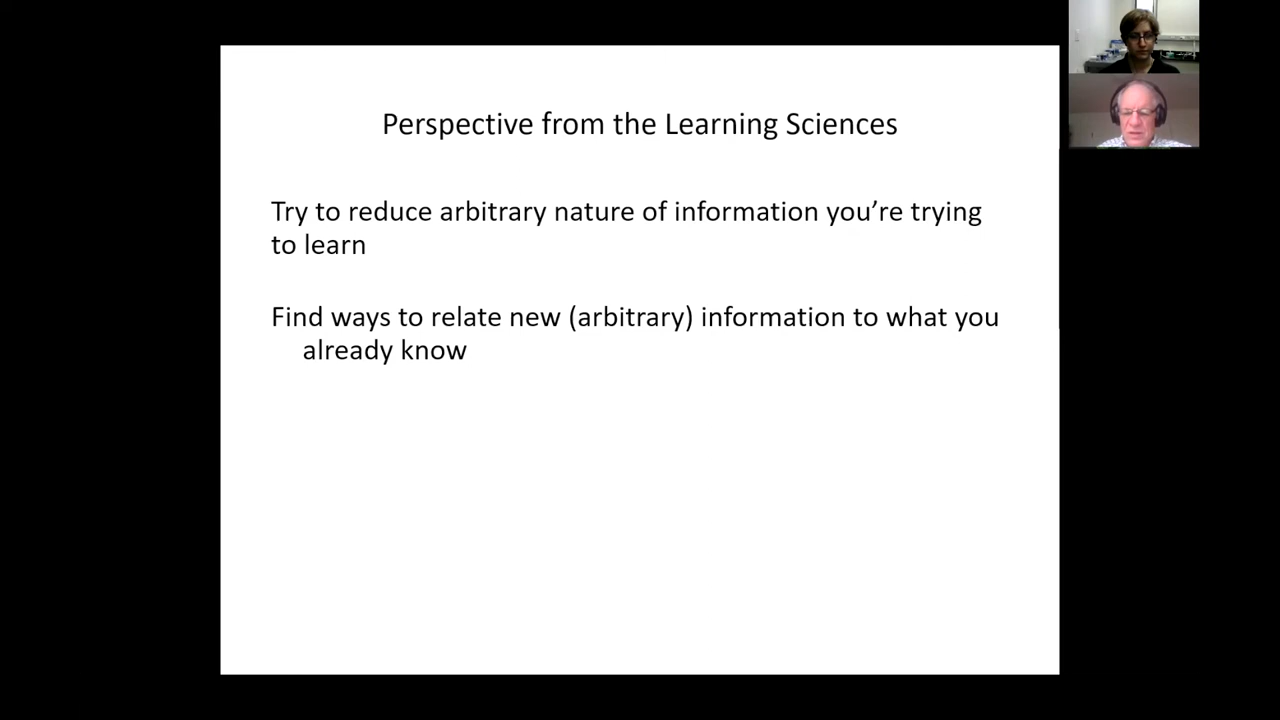 Perspective from the Learning Sciences
Try to reduce arbitrary nature of information you’re trying
to learn
Find ways to relate new (arbitrary) information to what you
already know